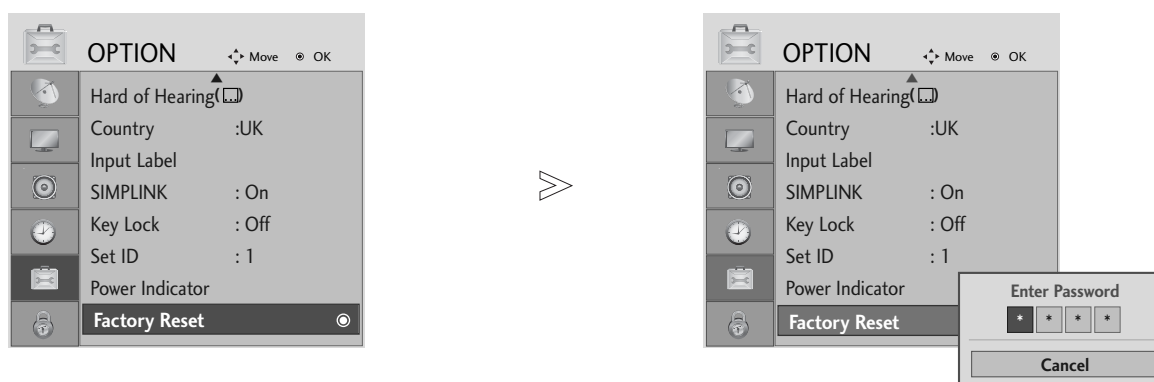 OPTION Move OK
Hard of Hearing( )
Country :UK
Input Label
SIMPLINK : On
Key Lock : Off
Set ID : 1
Power Indicator
Factory Reset
>
OPTION Move OK
Hard of Hearing( )
Country :UK
Input Label
SIMPLINK : On
Key Lock : Off
Set ID : 1
Power Indicator
Factory Reset
Enter Password
* * * *
Cancel